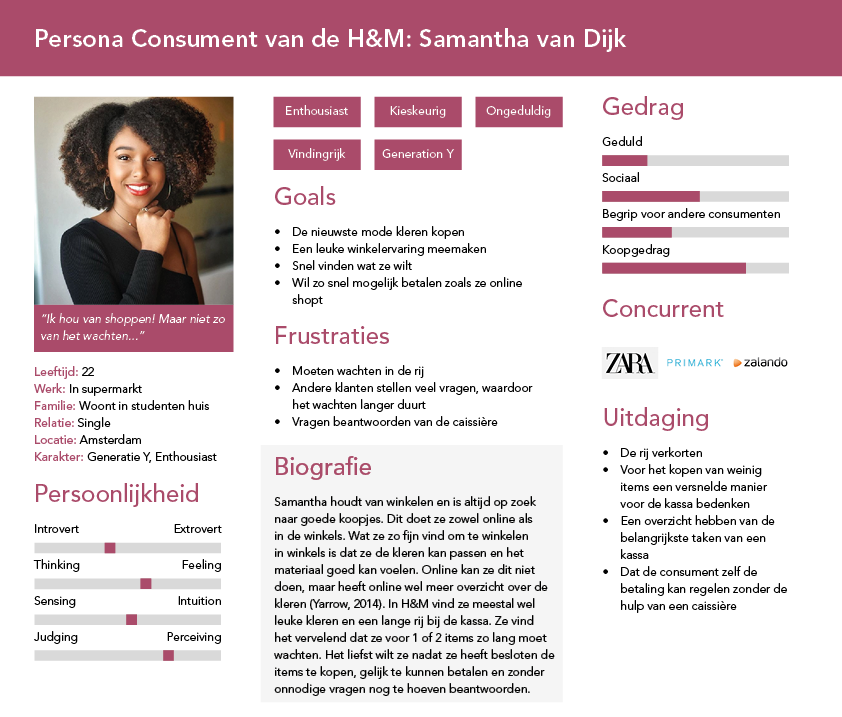 Persona Consument van de H&M: Samantha van Dijk
“Ik hou van shoppen! Maar niet zo
van het wachten...”
Leeftijd: 22
Werk: In supermarkt
Familie: Woont in studenten huis
Relatie: Single
Locatie: Amsterdam
Karakter: Generatie Y, Enthousiast
Persoonlijkheid
Introvert Extrovert
Thinking Feeling
Sensing Intuition
Judging Perceiving
Enthousiast Kieskeurig Ongeduldig
Vindingrijk Generation Y
Goals
• De nieuwste mode kleren kopen
• Een leuke winkelervaring meemaken
• Snel vinden wat ze wilt
• Wil zo snel mogelijk betalen zoals ze online
shopt
Frustraties
• Moeten wachten in de rij
• Andere klanten stellen veel vragen, waardoor
het wachten langer duurt
• Vragen beantwoorden van de caissière
Biografie
Samantha houdt van winkelen en is altijd op zoek
naar goede koopjes. Dit doet ze zowel online als
in de winkels. Wat ze zo fijn vind om te winkelen
in winkels is dat ze de kleren kan passen en het
materiaal goed kan voelen. Online kan ze dit niet
doen, maar heeft online wel meer overzicht over de
kleren (Yarrow, 2014). In H&M vind ze meestal wel
leuke kleren en een lange rij bij de kassa. Ze vind
het vervelend dat ze voor 1 of 2 items zo lang moet
wachten. Het liefst wilt ze nadat ze heeft besloten de
items te kopen, gelijk te kunnen betalen en zonder
onnodige vragen nog te hoeven beantwoorden.
Gedrag
Geduld
Sociaal
Begrip voor andere consumenten
Koopgedrag
Concurrent
ZARA PRIMARK zalando
Uitdaging
• De rij verkorten
• Voor het kopen van weinig
items een versnelde manier
voor de kassa bedenken
• Een overzicht hebben van de
belangrijkste taken van een
kassa
• Dat de consument zelf de
betaling kan regelen zonder de
hulp van een caissière